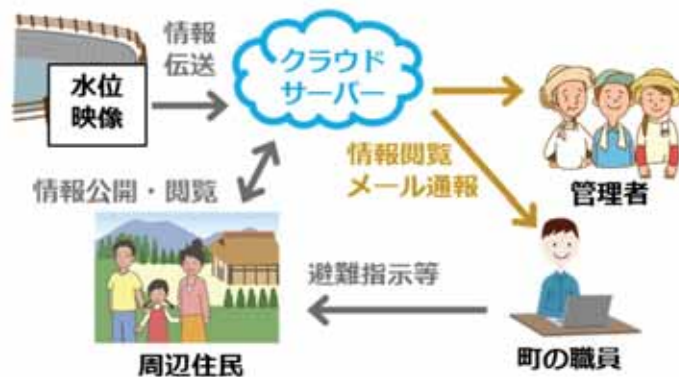 情報
伝送
クラウド
サーバー
水位
映像
情報閲覧
メール通報
管理者
情報公開・閲覧
避難指示等
周辺住民
町の職員